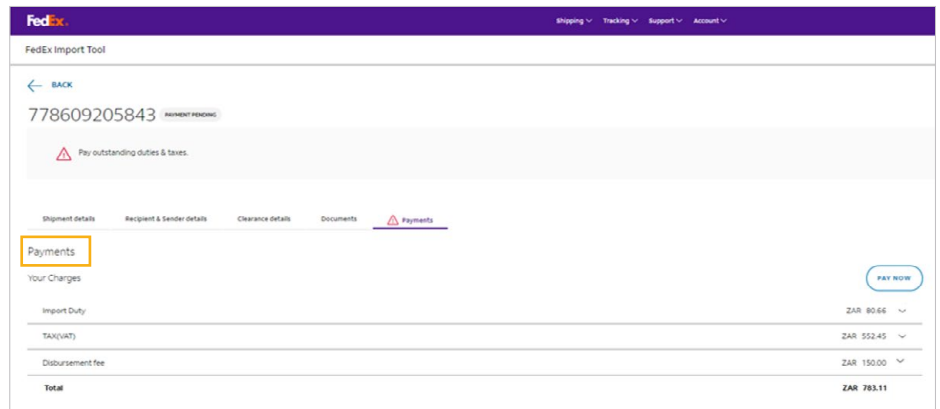 FedEx. Shipping Tracking Support Account
FedEx Import Tool
BACK
778609205843 PAYMENT PENDING
Pay outstanding duties & taxes.
Shipment details Recipient & Sender details Clearance details Documents Payments
Payments
Your Charges PAY NOW
Import Duty ZAR 80.66
TAX(VAT) ZAR 552.45
Disbursement fee ZAR 150.00
Total ZAR 783.11